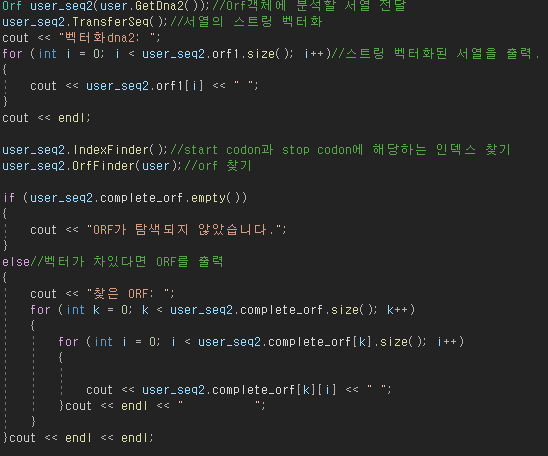 Orf user_seq2(user.GetDna2());//Orf객체에 분석할 서열 전달
user_seq2.TransferSeq();//서열의 스트링 벡터화
cout << "벡터화dna2: ";
for (int i = 0; i < user_seq2.orf1.size(); i++)//스트링 벡터화된 서열을 출력.
{
cout << user_seq2.orf1[i] << " ";
}
cout << endl;
user_seq2.IndexFinder();//start codon과 stop codon에 해당하는 인덱스 찾기
user_seq2.OrfFinder(user);//orf 찾기
if (user_seq2.complete_orf.empty())
{
cout << "ORF가 탐색되지 않았습니다.";
}
else//벡터가 차있다면 ORF를 출력
{
cout << "찾은 ORF: ";
for (int k = 0; k < user_seq2.complete_orf.size(); k++)
{
for (int i = 0; i < user_seq2.complete_orf[k].size(); i++)
{
cout << user_seq2.complete_orf[k][i] << " ";
}cout << endl << "          ";
}
}cout << endl << endl;